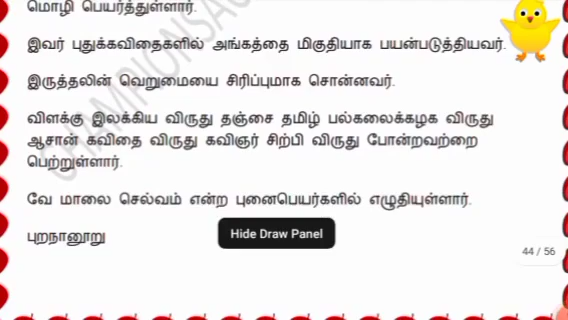 மொழி பெயர்த்துள்ளார்.
இவர் புதுக்கவிதைகளில் அங்கத்தை மிகுதியாக பயன்படுத்தியவர்.
இருத்தலின் வெறுமையை சிரிப்புமாக சொன்னவர்.
விளக்கு இலக்கிய விருது தஞ்சை தமிழ் பல்கலைக்கழக விருது
ஆசான் கவிதை விருது கவிஞர் சிற்பி விருது போன்றவற்றை
பெற்றுள்ளார்.
வே மாலை செல்வம் என்ற புனைபெயர்களில் எழுதியுள்ளார்.
புறநானூறு
Hide Draw Panel
44 / 56